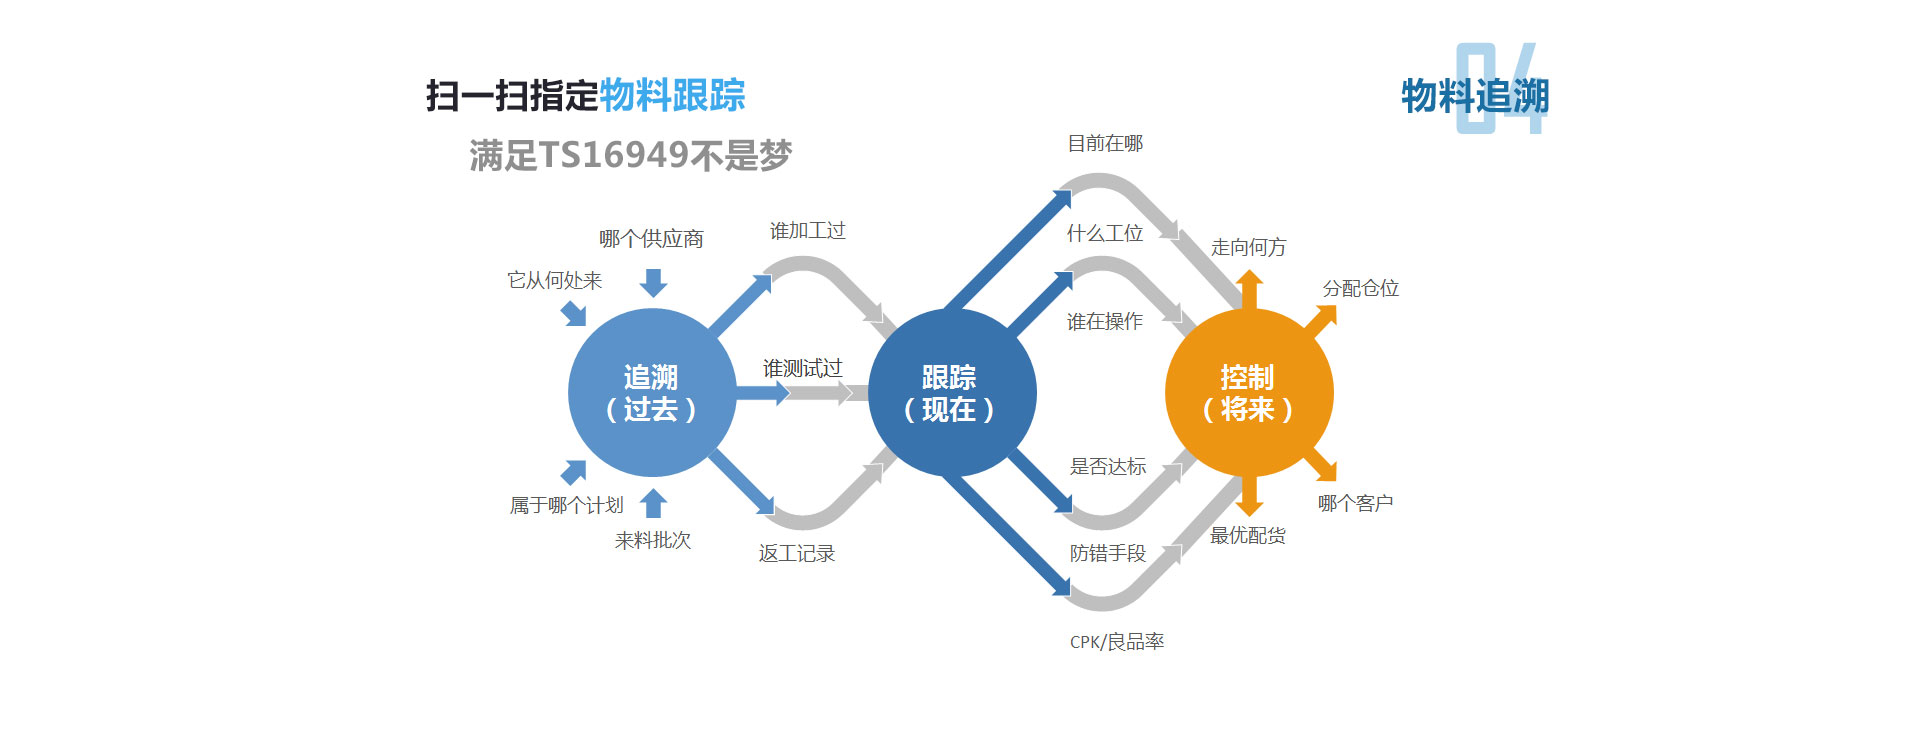 扫一扫指定物料跟踪
满足TS16949不是梦
04
物料追溯
哪个供应商
它从何处来
属于哪个计划
来料批次
追溯
（过去）
谁加工过
谁测试过
返工记录
跟踪
（现在）
目前在哪
什么工位
谁在操作
是否达标
防错手段
CPK/良品率
控制
（将来）
走向何方
分配仓位
哪个客户
最优配货